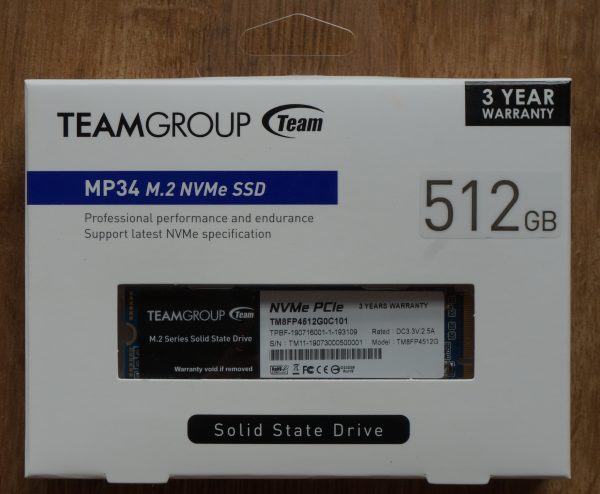 TEAMGROUP Team
3 YEAR
WARRANTY
MP34 M.2 NVMe SSD
Professional performance and endurance
Support latest NVMe specification
512GB
TEAMGROUP Team
M.2 Series Solid State Drive
Warranty void if removed
NVMe PCIe 3 YEARS WARRANTY
TM8FP4512G0C101
TPBF-190716001-1-193109 Rated : DC3.3V.2.5A
S/N : TM11-19073000500001 Model : TM8FP4512G
Solid State Drive